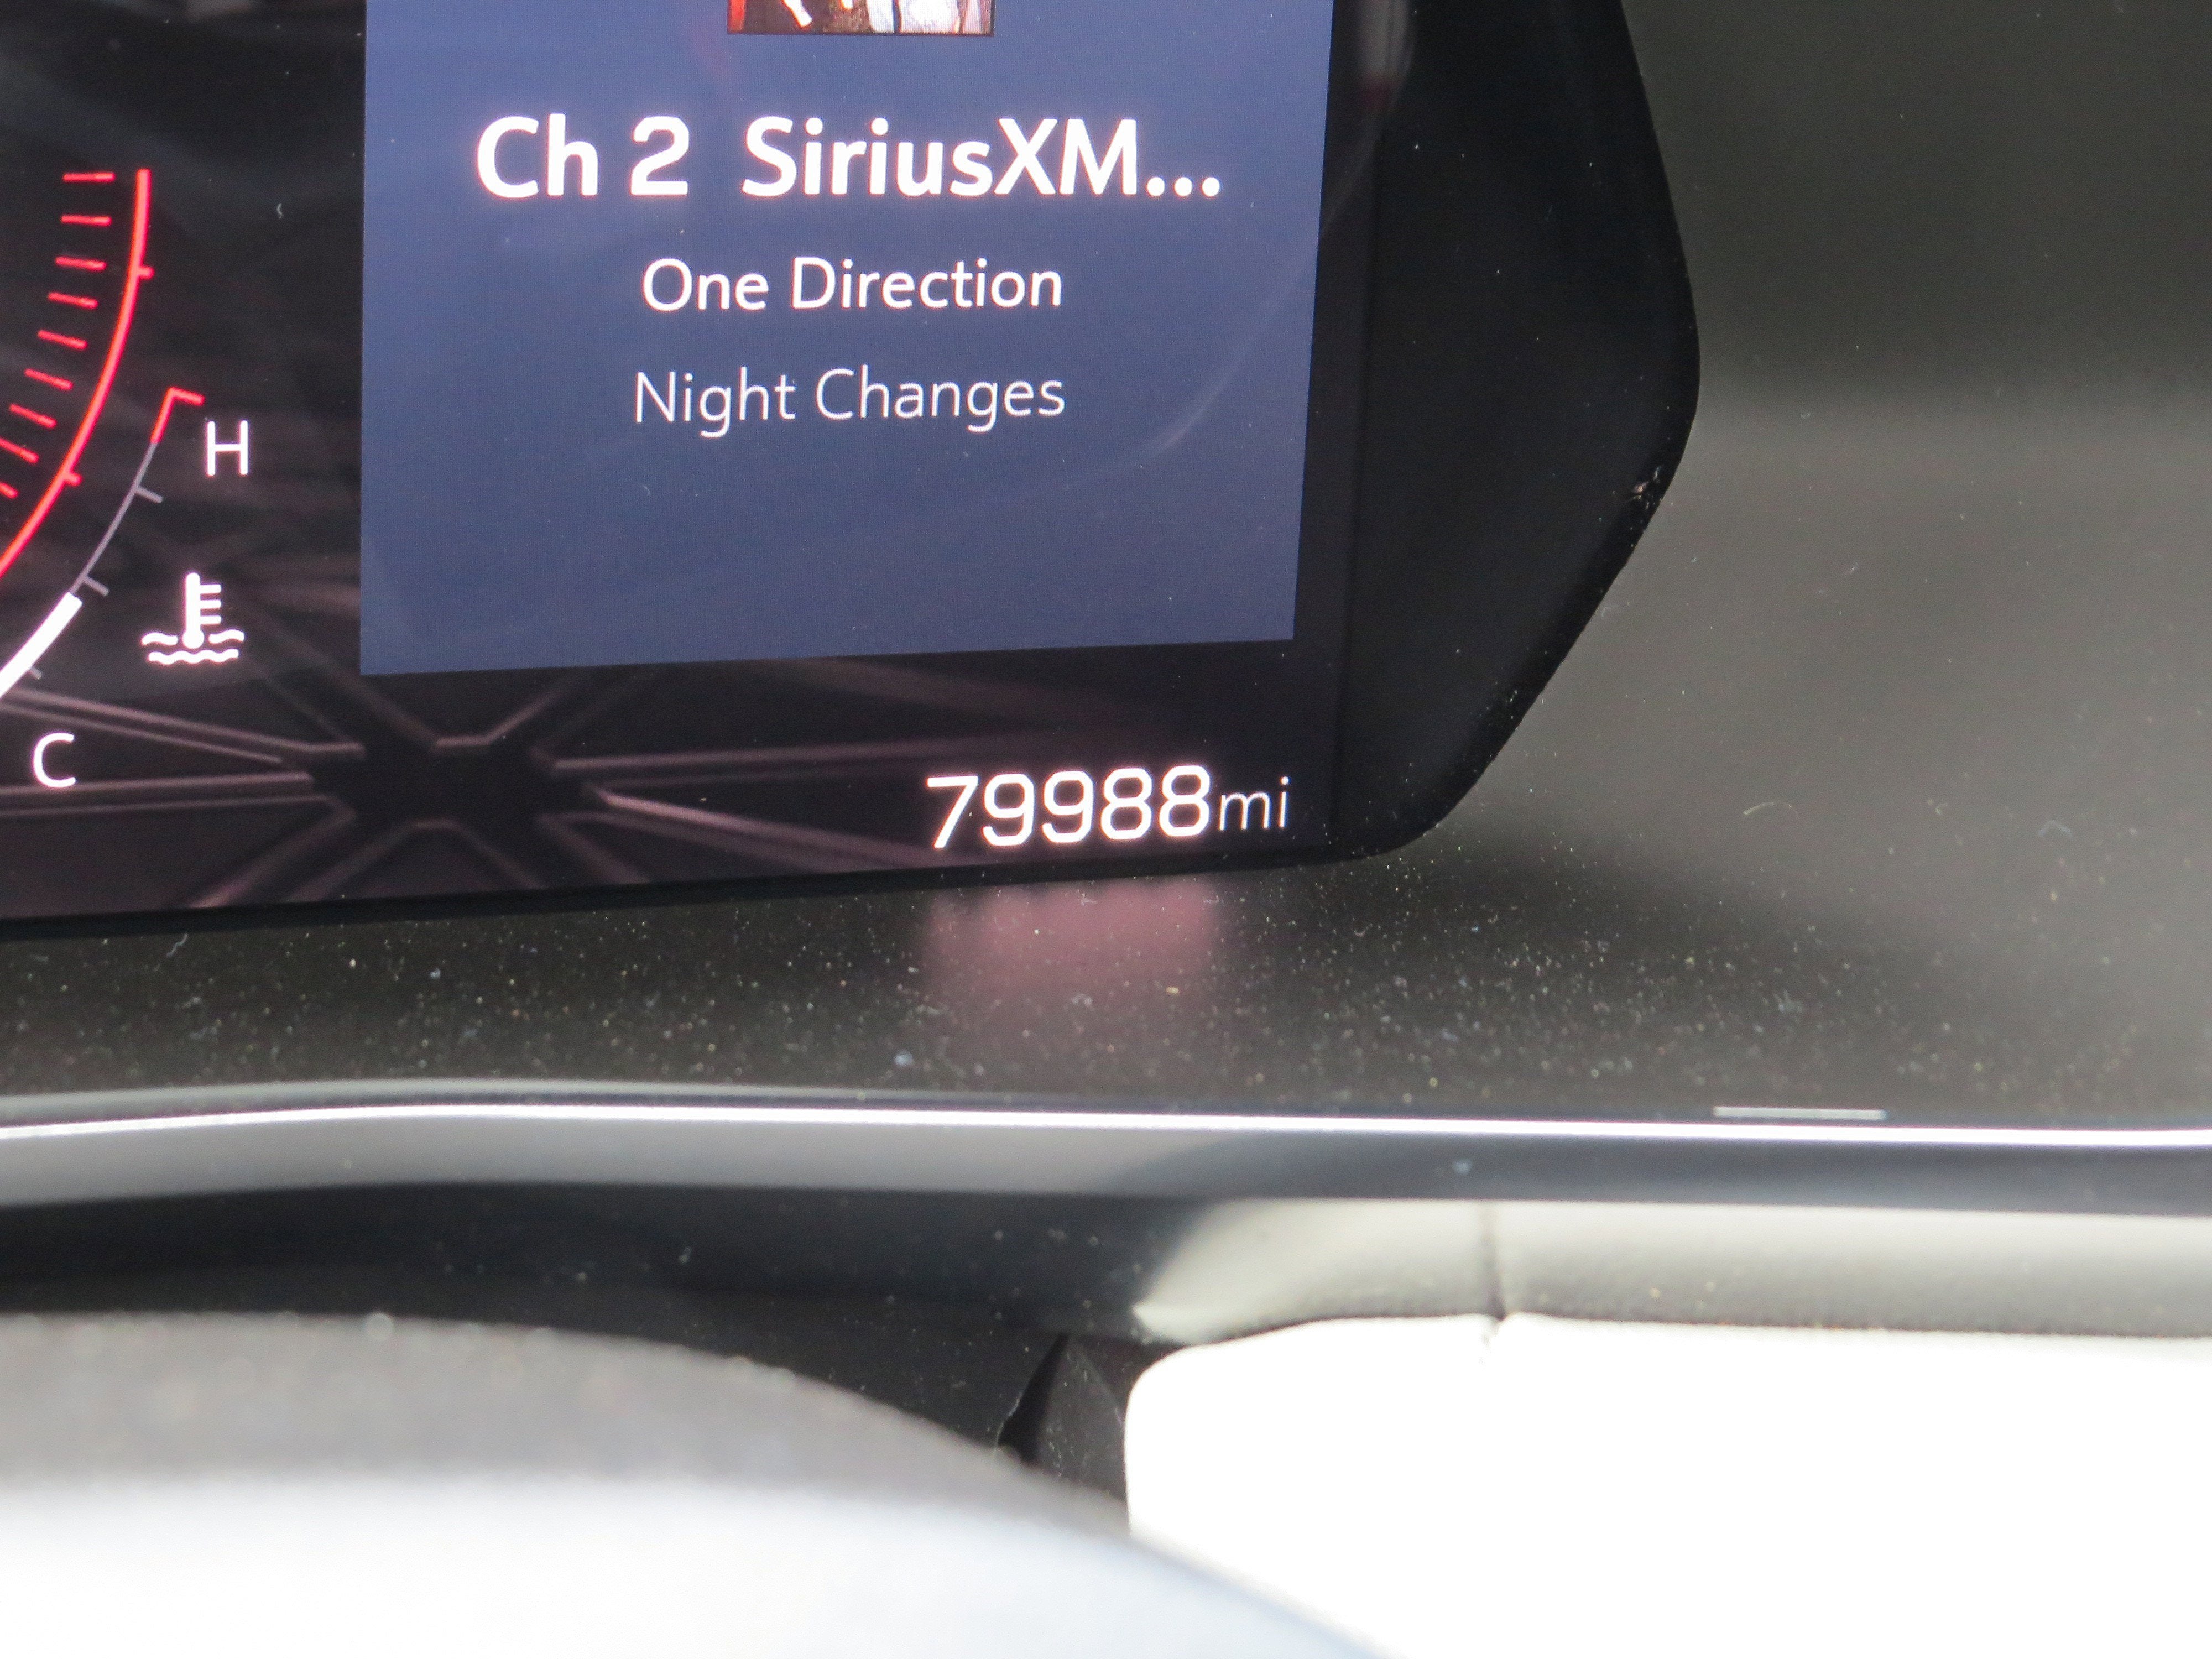 Ch 2 SiriusXM...
One Direction
Night Changes
H
C
79988mi